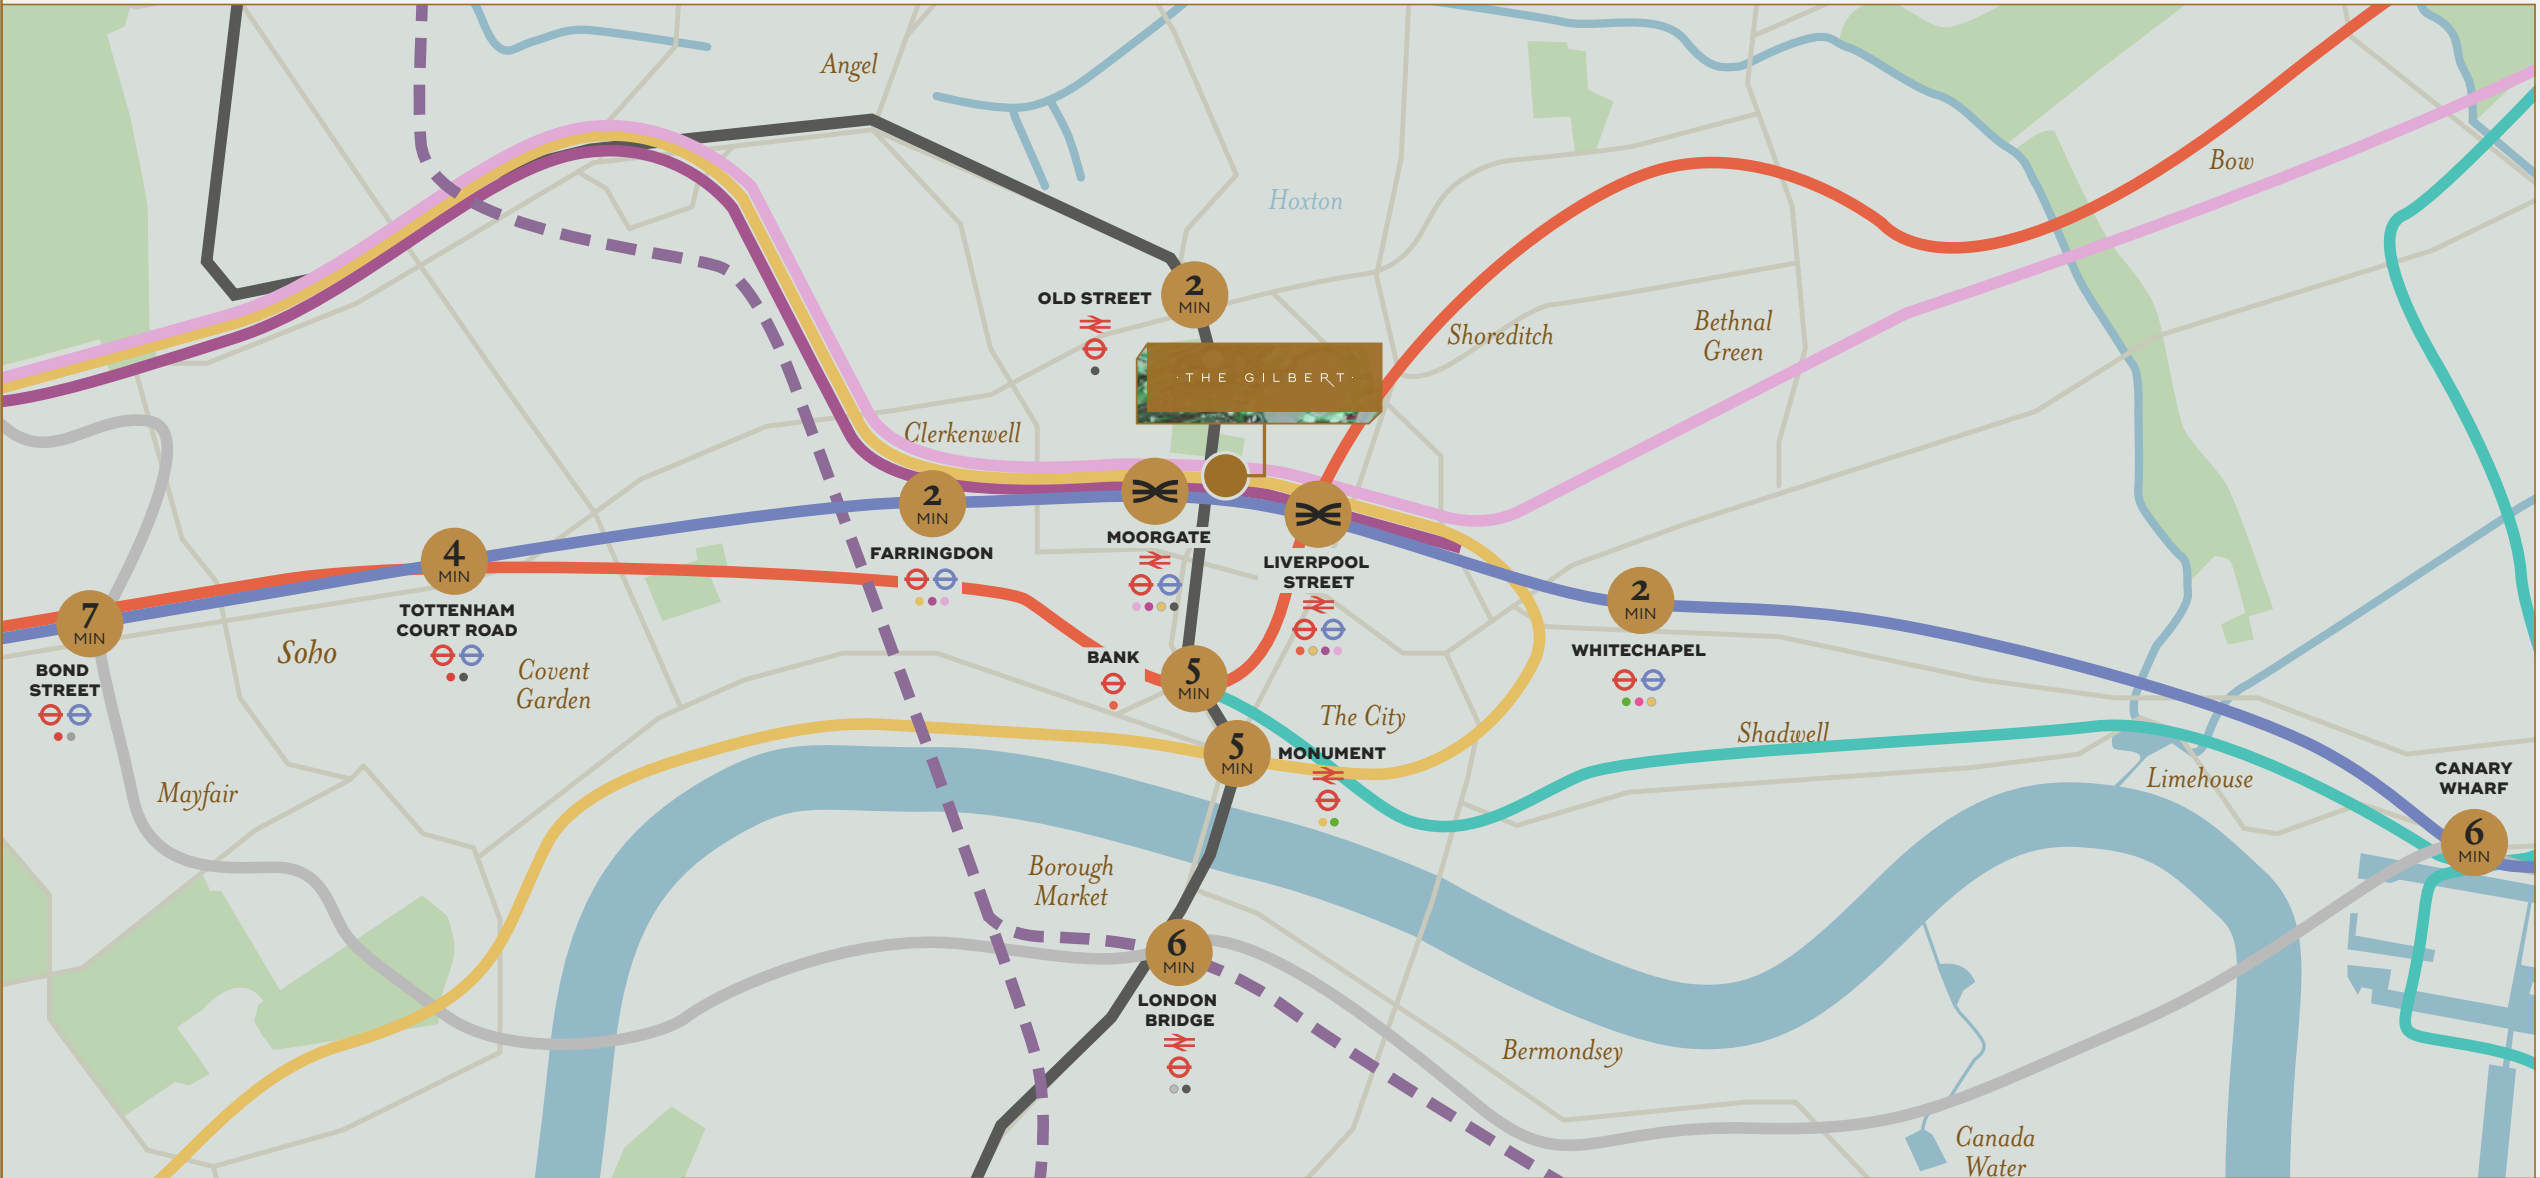 Angel
Bow
Hoxton
2
MIN
OLD STREET
·THE GILBERT·
Shoreditch
Bethnal
Green
Clerkenwell
2
MIN
FARRINGDON
MOORGATE
LIVERPOOL
STREET
4
MIN
TOTTENHAM
COURT ROAD
7
MIN
BOND
STREET
Soho
Covent
Garden
2
MIN
WHITECHAPEL
BANK
5
MIN
The City
5
MIN
MONUMENT
Shadwell
Limehouse
CANARY
WHARF
6
MIN
Mayfair
Borough
Market
6
MIN
LONDON
BRIDGE
Bermondsey
Canada
Water